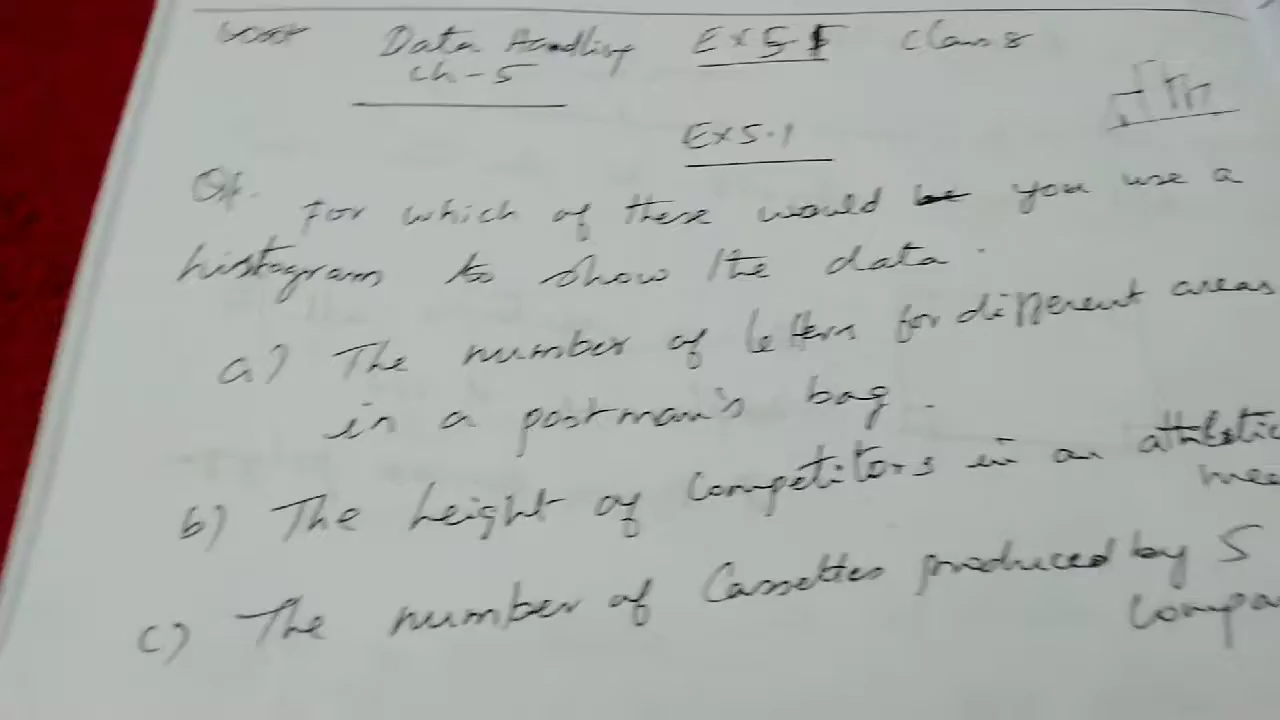 Data Handling Ex 5.1 Class 8
Ch-5
Ex 5.1
Q1. For which of these would you use a
histogram to show the data.
a) The number of letters for different areas
in a postman's bag.
b) The height of Competitors in an athletic
mee
c) The number of Cassettes produced by 5
Compa